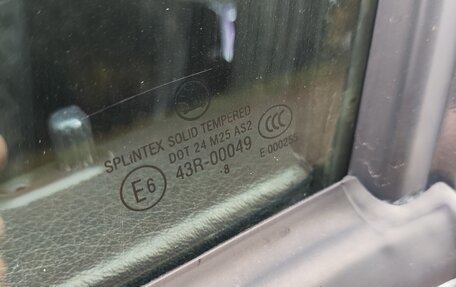 SPLiNTEX SOLID TEMPERED
DOT 24 M25 AS2
43R-00049
E6
CCC
E 000255
.8